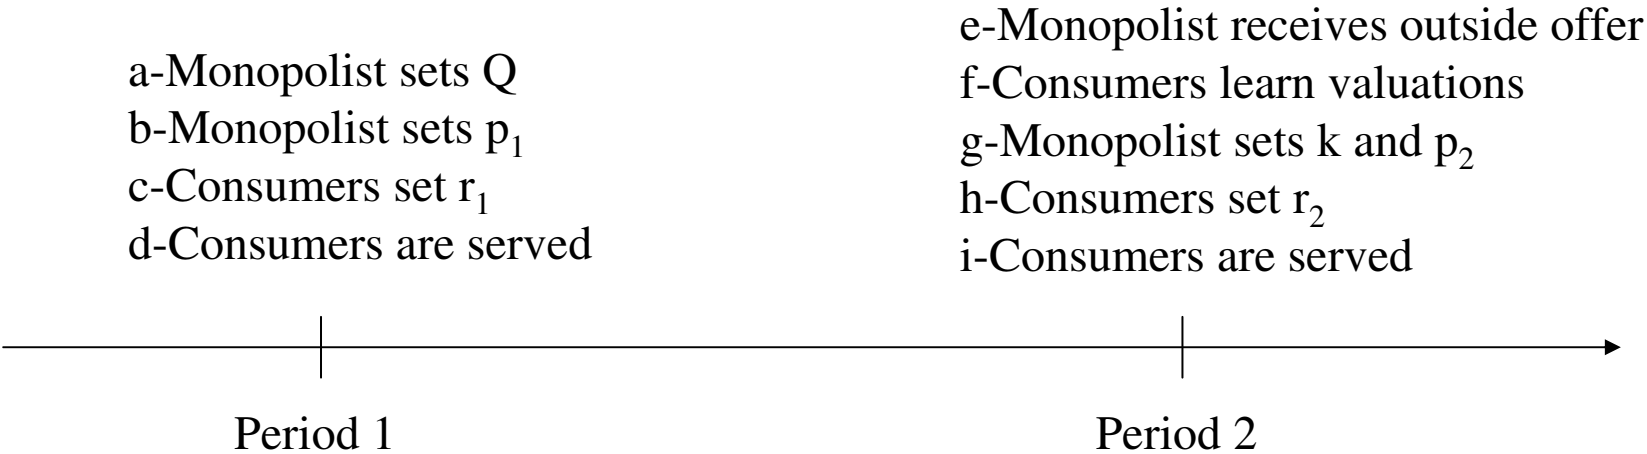 a-Monopolist sets Q
b-Monopolist sets p₁
c-Consumers set r₁
d-Consumers are served
e-Monopolist receives outside offer
f-Consumers learn valuations
g-Monopolist sets k and p₂
h-Consumers set r₂
i-Consumers are served
Period 1
Period 2